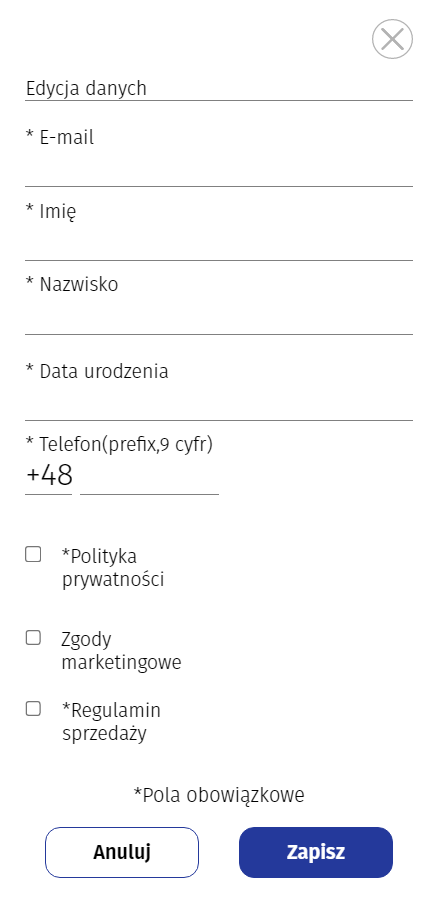 Edycja danych
* E-mail
* Imię
* Nazwisko
* Data urodzenia
* Telefon(prefix,9 cyfr)
+48
*Polityka
prywatności
Zgody
marketingowe
*Regulamin
sprzedaży
*Pola obowiązkowe
Anuluj
Zapisz